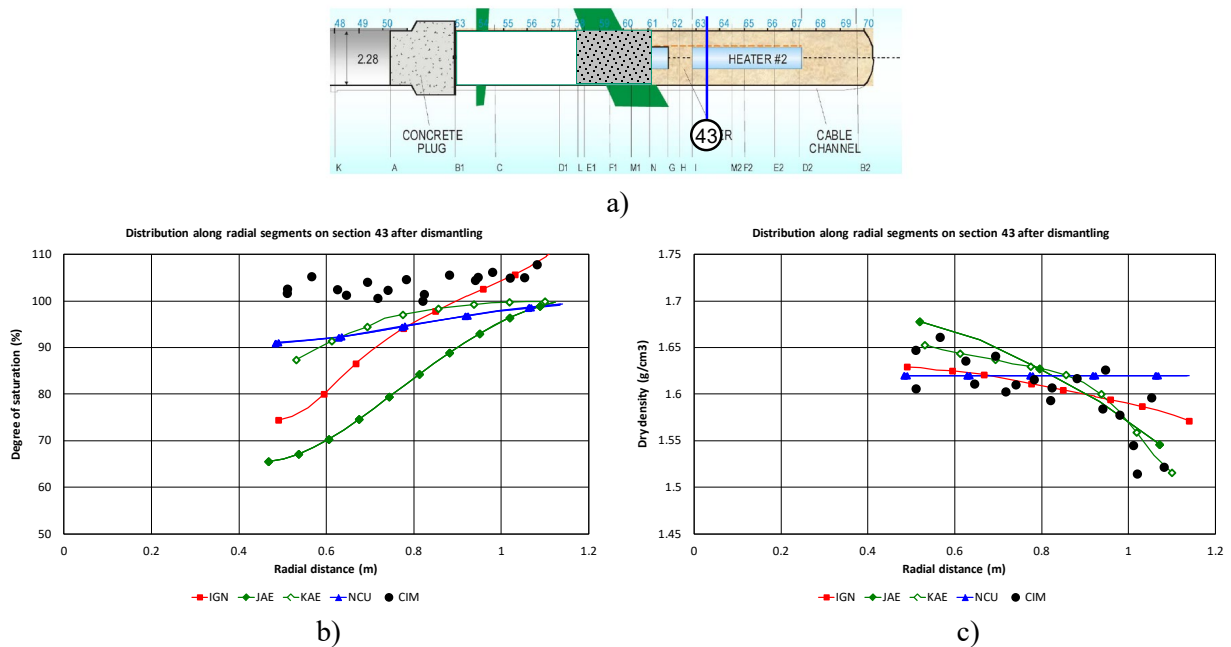 48 49 50 53 54 55 56 57 58 59 60 61 62 63 64 65 66 67 68 69 70
2.28
HEATER #2
CONCRETE PLUG
43 ER
CABLE CHANNEL
K A B1 C D1 L E1 F1 M1 N G H I M2 F2 E2 D2 B2
a)
Distribution along radial segments on section 43 after dismantling
Degree of saturation (%)
110
100
90
80
70
60
50
0 0.2 0.4 0.6 0.8 1 1.2
Radial distance (m)
IGN JAE KAE NCU CIM
b)
Distribution along radial segments on section 43 after dismantling
Dry density (g/cm3)
1.75
1.7
1.65
1.6
1.55
1.5
1.45
0 0.2 0.4 0.6 0.8 1 1.2
Radial distance (m)
IGN JAE KAE NCU CIM
c)